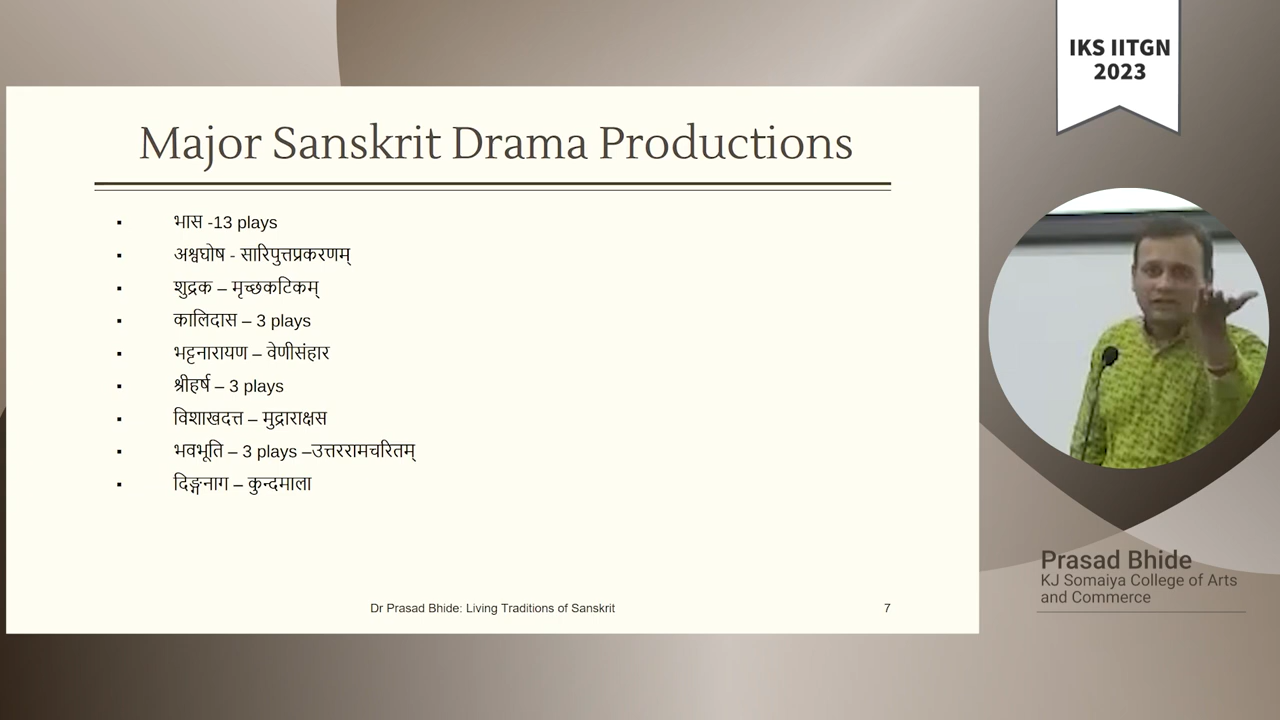 IKS IITGN
2023
Major Sanskrit Drama Productions
▪ भास -13 plays
▪ अश्वघोष - सारिपुत्तप्रकरणम्
▪ शुद्रक – मृच्छकटिकम्
▪ कालिदास – 3 plays
▪ भट्टनारायण – वेणीसंहार
▪ श्रीहर्ष – 3 plays
▪ विशाखदत्त – मुद्राराक्षस
▪ भवभूति – 3 plays –उत्तररामचरितम्
▪ दिङ्गनाग – कुन्दमाला
Dr Prasad Bhide: Living Traditions of Sanskrit 7
Prasad Bhide
KJ Somaiya College of Arts
and Commerce